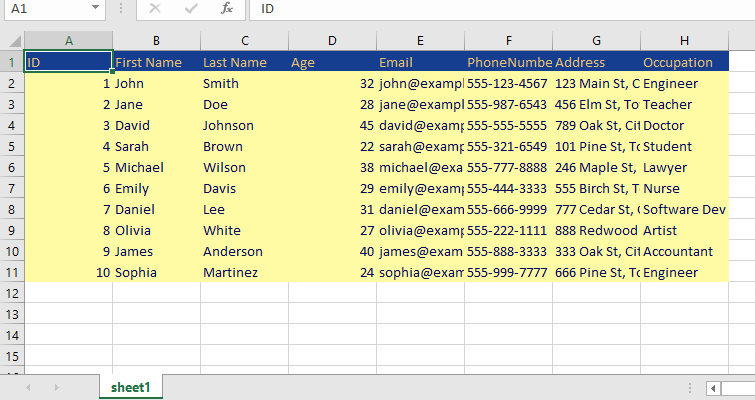 A1 fx ID
A B C D E F G H
1 ID First Name Last Name Age Email PhoneNumbe Address Occupation
2 1 John Smith 32 john@exampl 555-123-4567 123 Main St, C Engineer
3 2 Jane Doe 28 jane@exampl 555-987-6543 456 Elm St, To Teacher
4 3 David Johnson 45 david@examp 555-555-5555 789 Oak St, Cit Doctor
5 4 Sarah Brown 22 sarah@examp 555-321-6549 101 Pine St, To Student
6 5 Michael Wilson 38 michael@exa 555-777-8888 246 Maple St, Lawyer
7 6 Emily Davis 29 emily@examp 555-444-3333 555 Birch St, T Nurse
8 7 Daniel Lee 31 daniel@exam 555-666-9999 777 Cedar St, Software Dev
9 8 Olivia White 27 olivia@examp 555-222-1111 888 Redwood Artist
10 9 James Anderson 40 james@exam 555-888-3333 333 Oak St, Cit Accountant
11 10 Sophia Martinez 24 sophia@exam 555-999-7777 666 Pine St, To Engineer
12
13
14
15
sheet1